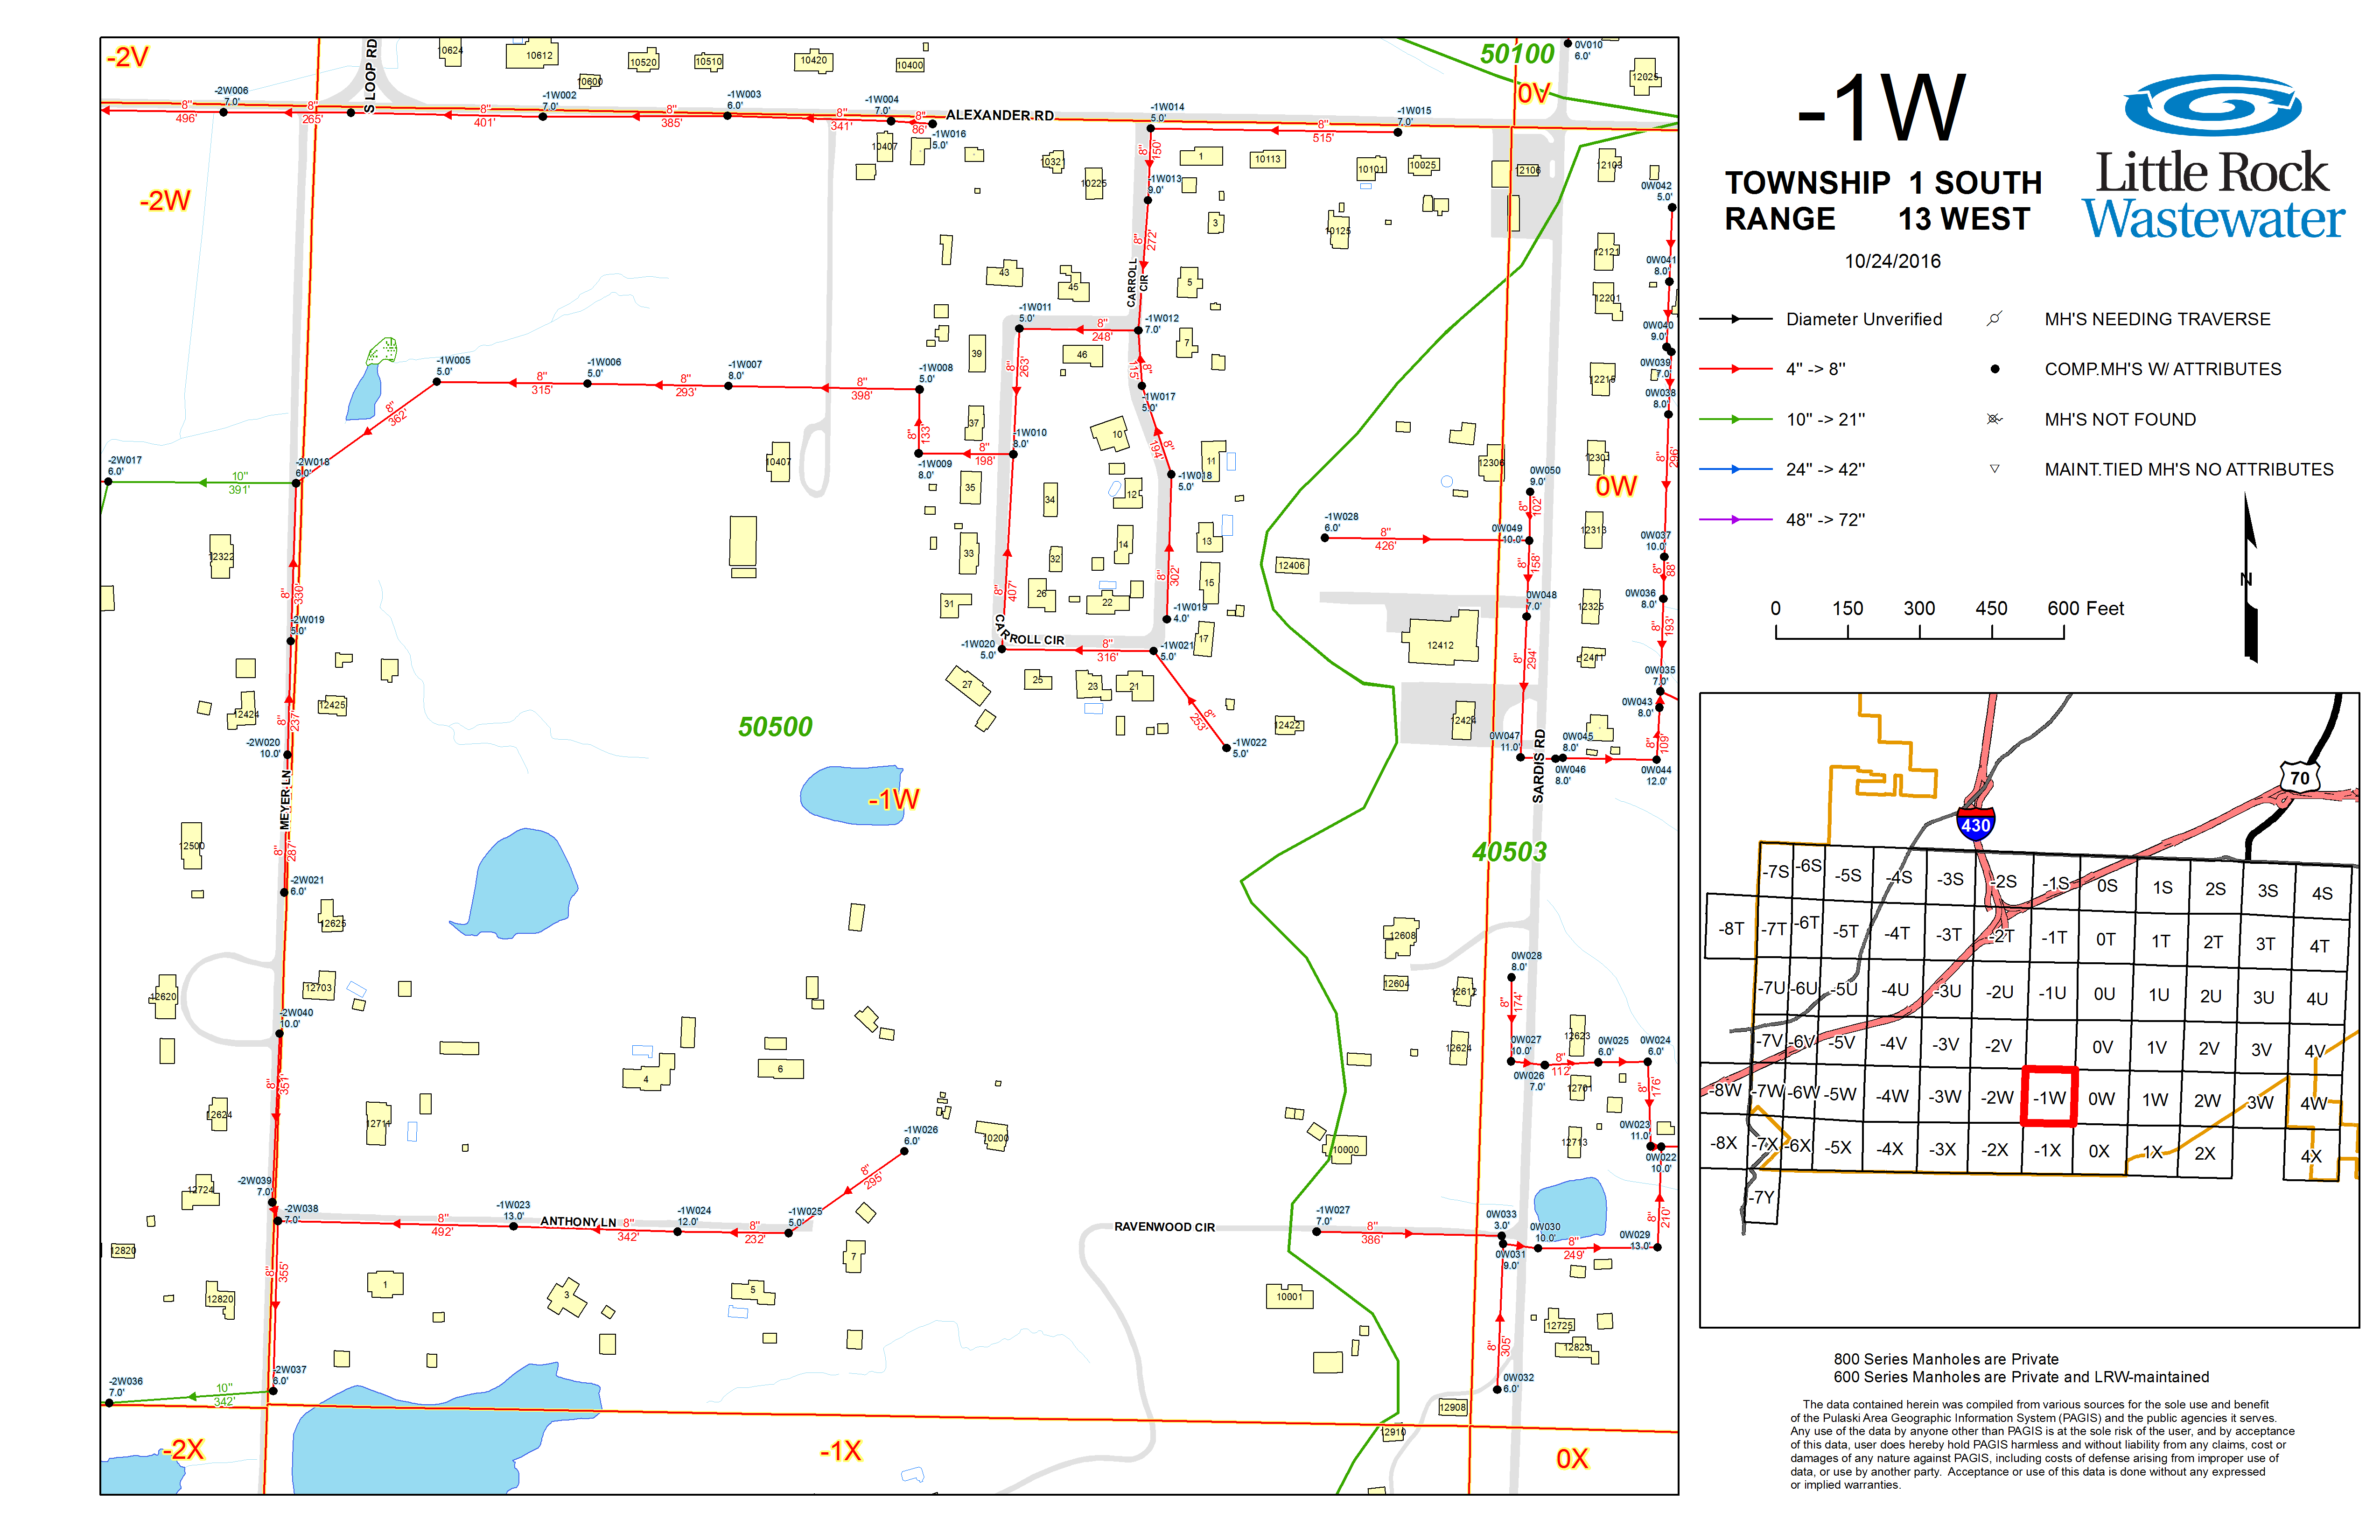 -1W
TOWNSHIP 1 SOUTH
RANGE 13 WEST
10/24/2016
Little Rock
Wastewater
Diameter Unverified
4" -> 8"
10" -> 21"
24" -> 42"
48" -> 72"
MH'S NEEDING TRAVERSE
COMP.MH'S W/ ATTRIBUTES
MH'S NOT FOUND
MAINT.TIED MH'S NO ATTRIBUTES
N
0 150 300 450 600 Feet
-2V
-2W
50100
0V
0W
50500
-1W
40503
-2X
-1X
0X
S LOOP RD
ALEXANDER RD
CARROLL
CIR
CARROLL CIR
MEYER LN
SARDIS RD
ANTHONY LN
RAVENWOOD CIR
10624
10612
10600
10520
10510
10420
10400
12025
-2W006
7.0'
-1W002
7.0'
-1W003
6.0'
-1W004
7.0'
-1W016
5.0'
-1W014
5.0'
-1W015
7.0'
0V010
6.0'
8"
496'
8"
265'
8"
401'
8"
385'
8"
341'
8"
86'
8"
515'
8"
150'
-1W013
9.0'
8"
272'
10407
10321
10225
1
10113
10101
10025
12106
12103
3
10125
0W042
5.0'
12121
0W041
8.0'
12201
43
45
5
-1W011
5.0'
-1W012
7.0'
8"
248'
0W040
9.0'
0W039
7.0'
0W038
8.0'
39
46
7
12215
-1W005
5.0'
-1W006
5.0'
-1W007
8.0'
-1W008
5.0'
8"
362'
8"
315'
8"
293'
8"
398'
8"
263'
8"
115'
-1W017
5.0'
8"
133'
37
-1W010
8.0'
8"
198'
-1W009
8.0'
10
8"
194'
11
-1W018
5.0'
12306
12301
8"
296'
-2W017
6.0'
10"
391'
-2W018
6.0'
10407
35
34
12
0W050
9.0'
8"
102'
-1W028
6.0'
8"
426'
0W049
10.0'
12313
0W037
10.0'
12322
33
32
14
13
12406
8"
158'
8"
88'
8"
330'
8"
407'
8"
302'
31
26
22
15
0W048
7.0'
12325
0W036
8.0'
-2W019
5.0'
-1W019
4.0'
17
12412
8"
294'
12411
8"
193'
-1W020
5.0'
8"
316'
-1W021
5.0'
0W035
7.0'
27
25
23
21
8"
253'
12422
12424
0W043
8.0'
12424
12425
8"
237'
-2W020
10.0'
-1W022
5.0'
0W047
11.0'
0W045
8.0'
0W046
8.0'
8"
109'
0W044
12.0'
12500
8"
287'
-2W021
6.0'
12625
12608
12604
12612
0W028
8.0'
8"
174'
12620
12703
-2W040
10.0'
12624
0W027
10.0'
0W026
7.0'
8"
112'
12623
0W025
6.0'
0W024
6.0'
4
6
12701
8"
176'
8"
351'
12624
12711
-1W026
6.0'
10200
10000
12713
0W023
11.0'
0W022
10.0'
8"
295'
12724
-2W039
7.0'
-2W038
7.0'
8"
492'
-1W023
13.0'
8"
342'
-1W024
12.0'
8"
232'
-1W025
5.0'
-1W027
7.0'
8"
386'
0W033
3.0'
0W031
9.0'
0W030
10.0'
8"
249'
0W029
13.0'
8"
210'
12820
8"
355'
7
12820
1
3
5
10001
12725
12823
8"
305'
0W032
6.0'
-2W036
7.0'
10"
342'
-2W037
6.0'
12908
12910
70
430
-7S -6S -5S -4S -3S -2S -1S 0S 1S 2S 3S 4S
-8T -7T -6T -5T -4T -3T -2T -1T 0T 1T 2T 3T 4T
-7U -6U -5U -4U -3U -2U -1U 0U 1U 2U 3U 4U
-7V -6V -5V -4V -3V -2V 0V 1V 2V 3V 4V
-8W -7W -6W -5W -4W -3W -2W -1W 0W 1W 2W 3W 4W
-8X -7X -6X -5X -4X -3X -2X -1X 0X 1X 2X 4X
-7Y
800 Series Manholes are Private
600 Series Manholes are Private and LRW-maintained
The data contained herein was compiled from various sources for the sole use and benefit
of the Pulaski Area Geographic Information System (PAGIS) and the public agencies it serves.
Any use of the data by anyone other than PAGIS is at the sole risk of the user, and by acceptance
of this data, user does hereby hold PAGIS harmless and without liability from any claims, cost or
damages of any nature against PAGIS, including costs of defense arising from improper use of
data, or use by another party. Acceptance or use of this data is done without any expressed
or implied warranties.